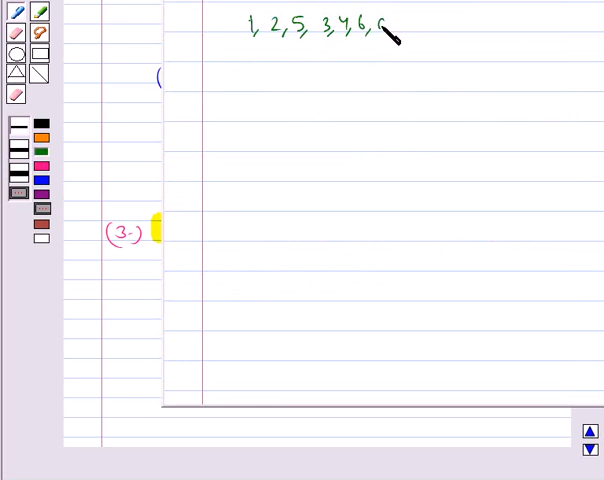 1, 2, 5, 3, 4, 6,
(3.)